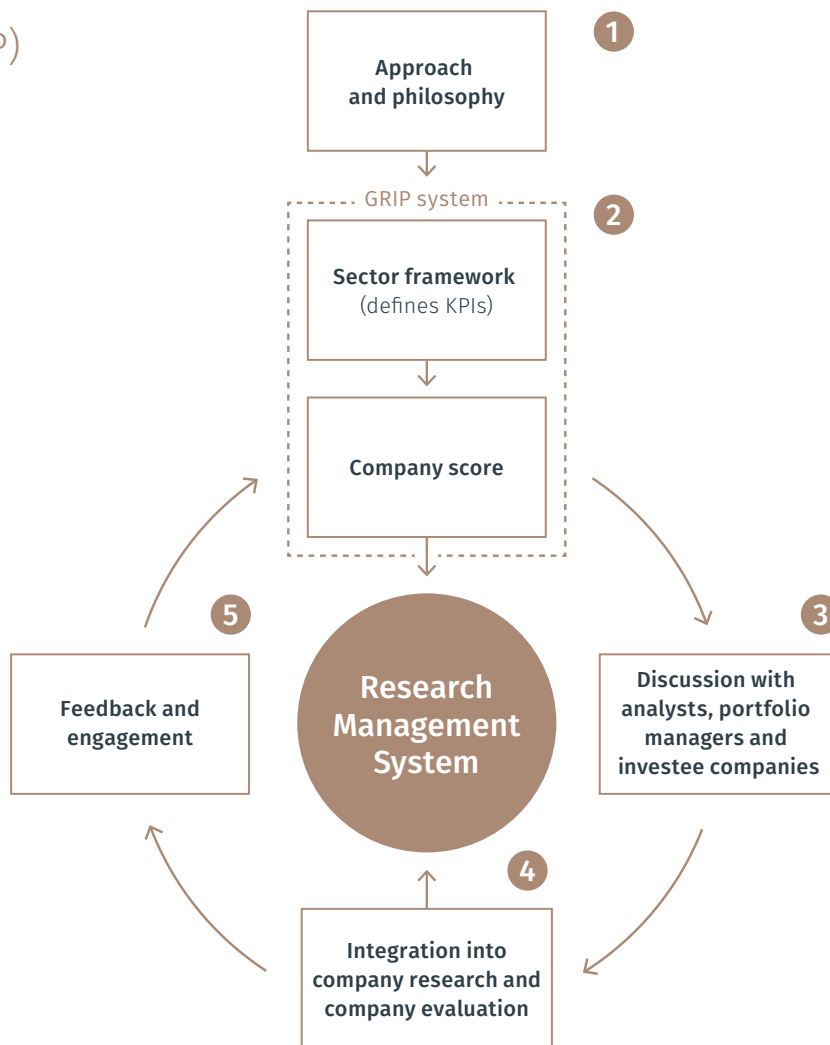 P)
1
Approach
and philosophy
GRIP system
2
Sector framework
(defines KPIs)
Company score
5
3
Feedback and
engagement
Research
Management
System
Discussion with
analysts, portfolio
managers and
investee companies
4
Integration into
company research and
company evaluation